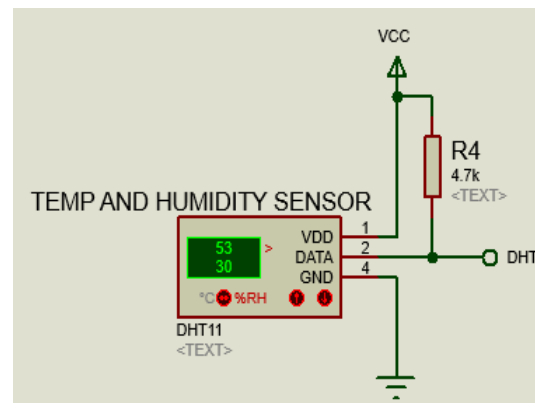 VCC
R4
4.7k
<TEXT>
TEMP AND HUMIDITY SENSOR
53
30
>
VDD 1
DATA 2
GND 4
DHT
°C %RH
DHT11
<TEXT>